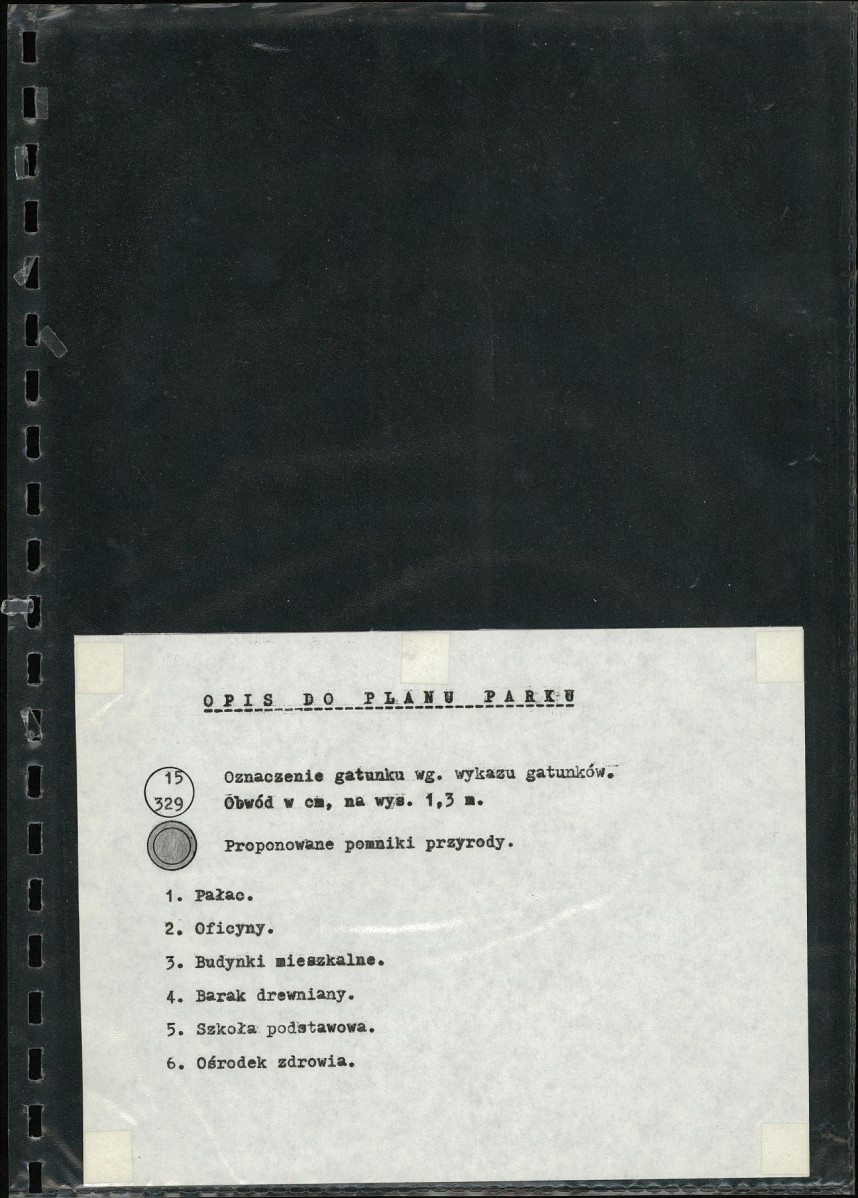 OPIS DO PLANU PARKU
15 Oznaczenie gatunku wg. wykazu gatunków.
329 Obwód w cm, na wys. 1,3 m.
Proponowane pomniki przyrody.
1. Pałac.
2. Oficyny.
3. Budynki mieszkalne.
4. Barak drewniany.
5. Szkoła podstawowa.
6. Ośrodek zdrowia.